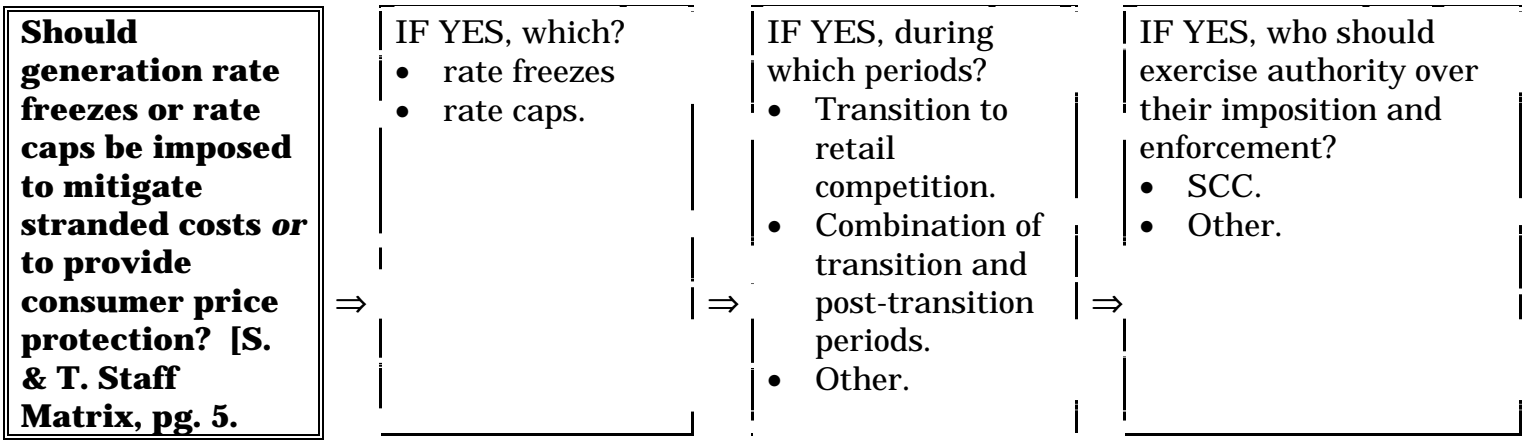 Should
generation rate
freezes or rate
caps be imposed
to mitigate
stranded costs or
to provide
consumer price
protection? [S.
& T. Staff
Matrix, pg. 5.
⇒
IF YES, which?
• rate freezes
• rate caps.
⇒
IF YES, during
which periods?
• Transition to
retail
competition.
• Combination of
transition and
post-transition
periods.
• Other.
⇒
IF YES, who should
exercise authority over
their imposition and
enforcement?
• SCC.
• Other.